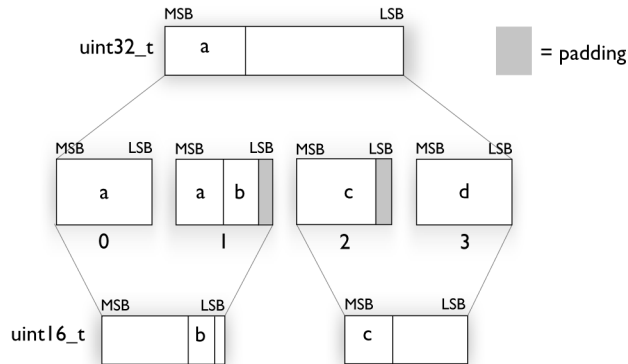 MSB LSB
uint32_t a = padding
MSB LSB MSB LSB MSB LSB MSB LSB
a a b c d
0 1 2 3
MSB LSB MSB LSB
uint16_t b c